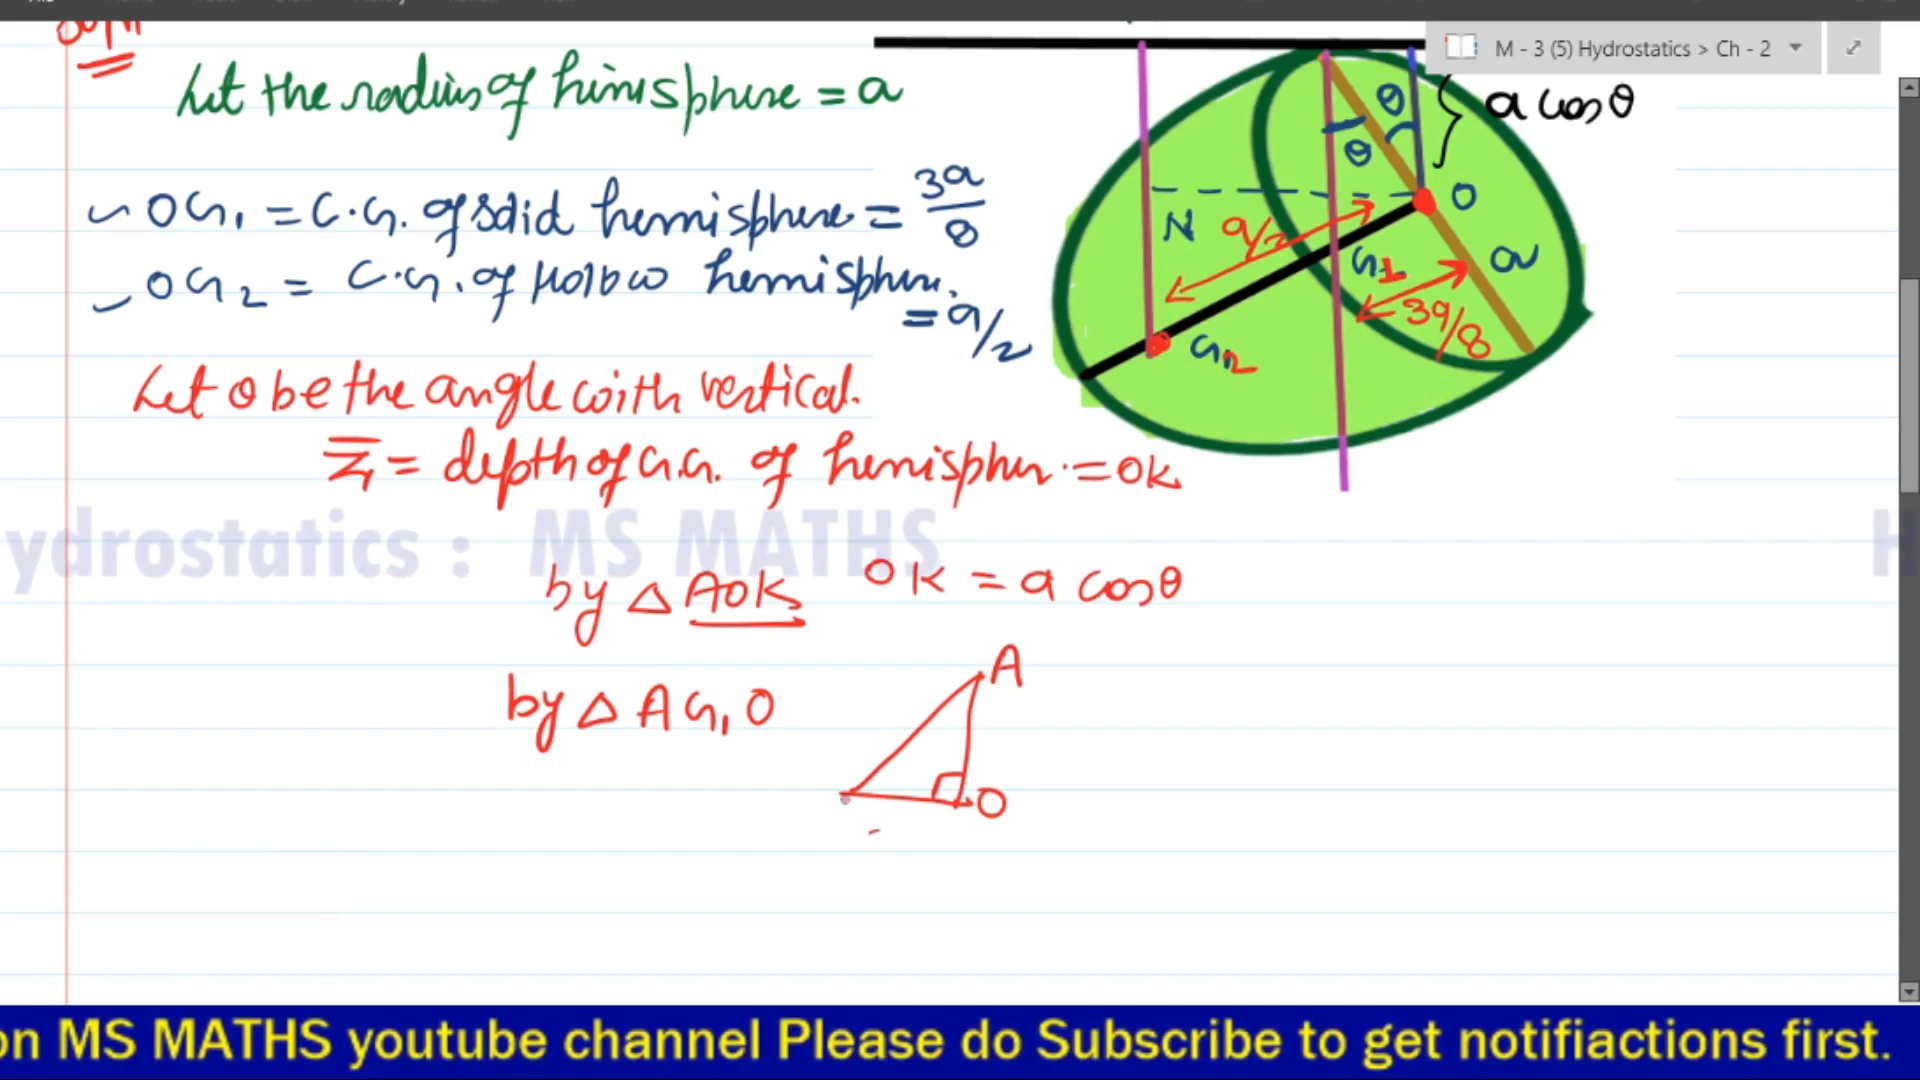 M - 3 (5) Hydrostatics > Ch - 2
Let the radius of himisphere = a
a cosθ
θ
θ
O
N
a/2
G1
a
3a/8
G2
OG1 = C.G. of solid hemisphere = 3a/8
OG2 = C.G. of Hollow hemisphere.
= a/2
Let θ be the angle with vertical.
Z̅1 = depth of C.G. of hemispher. = OK
ydrostatics : MS MATHS
H
by △ AOK OK = a cosθ
by △ AG1O
A
O
on MS MATHS youtube channel Please do Subscribe to get notifiactions first.